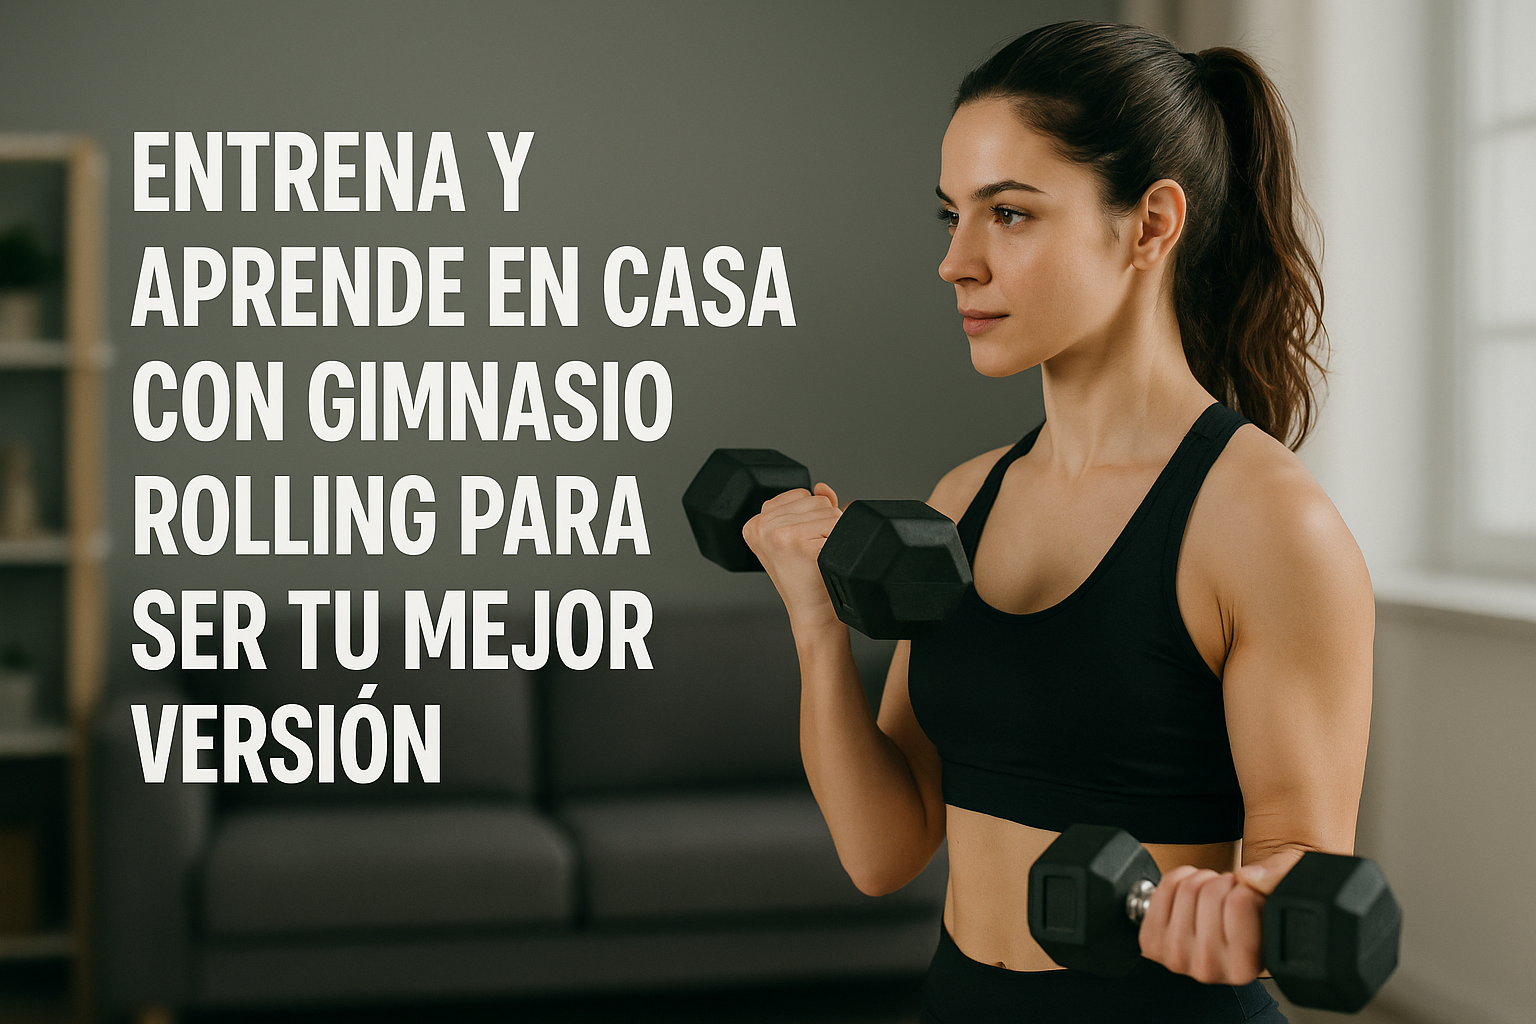 ENTRENA Y
APRENDE EN CASA
CON GIMNASIO
ROLLING PARA
SER TU MEJOR
VERSIÓN